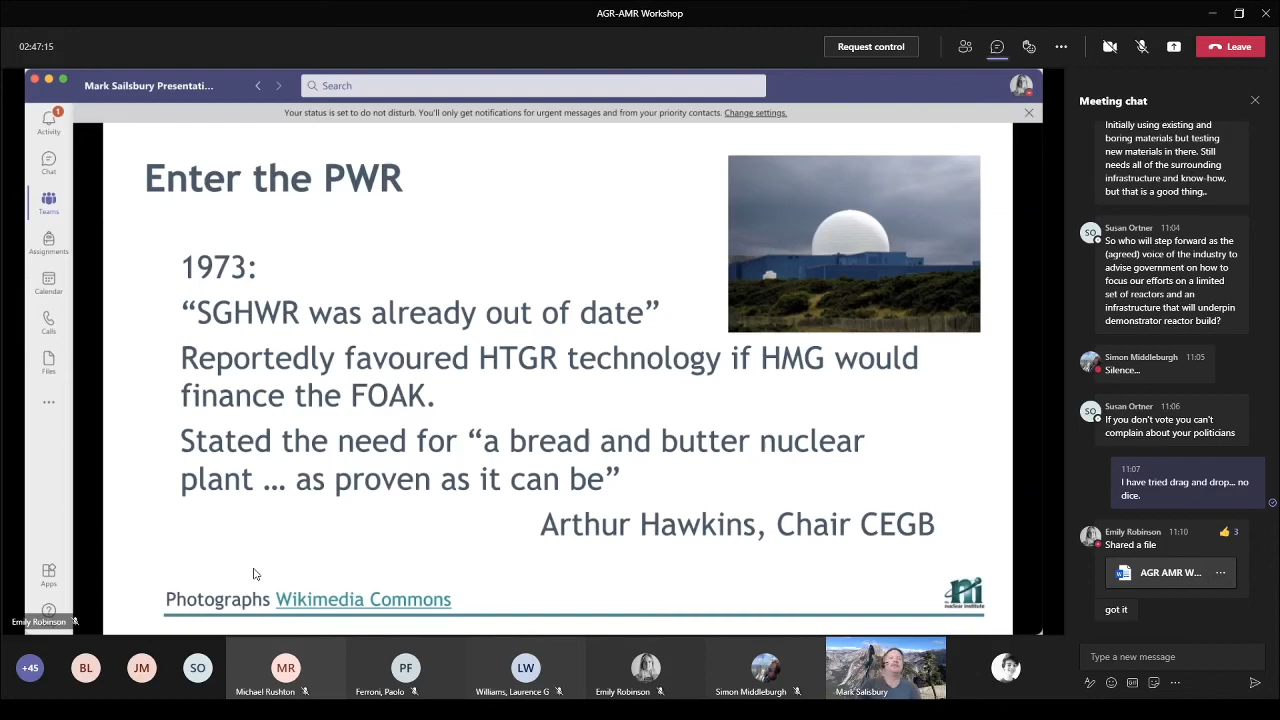 AGR-AMR Workshop
02:47:15
Request control
Leave
Mark Sailsbury Presentati...
Search
Your status is set to do not disturb. You'll only get notifications for urgent messages and from your priority contacts. Change settings.
1
Activity
Chat
Teams
Assignments
Calendar
Calls
Files
Apps
Enter the PWR
1973:
“SGHWR was already out of date”
Reportedly favoured HTGR technology if HMG would
finance the FOAK.
Stated the need for “a bread and butter nuclear
plant … as proven as it can be”
Arthur Hawkins, Chair CEGB
Photographs Wikimedia Commons
nuclear institute
Emily Robinson
Meeting chat
Initially using existing and
boring materials but testing
new materials in there. Still
needs all of the surrounding
infrastructure and know-how,
but that is a good thing..
SO
Susan Ortner 11:04
So who will step forward as the
(agreed) voice of the industry to
advise government on how to
focus our efforts on a limited
set of reactors and an
infrastructure that will underpin
demonstrator reactor build?
Simon Middleburgh 11:05
Silence...
SO
Susan Ortner 11:06
If you don't vote you can't
complain about your politicians
11:07
I have tried drag and drop... no
dice.
Emily Robinson 11:10
3
Shared a file
AGR AMR W...
got it
Type a new message
+45
BL
JM
SO
MR
Michael Rushton
PF
Ferroni, Paolo
LW
Williams, Laurence G
Emily Robinson
Simon Middleburgh
Mark Salisbury